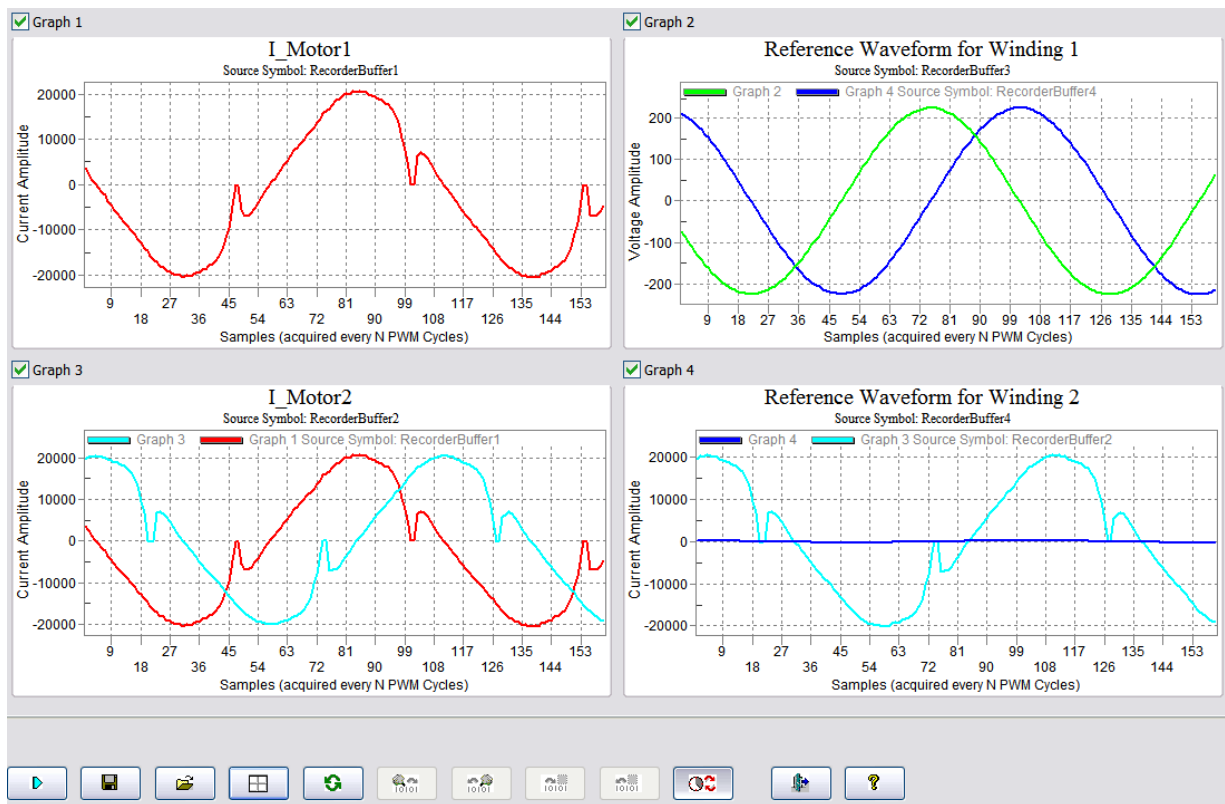 Graph 1
I_Motor1
Source Symbol: RecorderBuffer1
Current Amplitude
20000
10000
0
-10000
-20000
9 27 45 63 81 99 117 135 153
18 36 54 72 90 108 126 144
Samples (acquired every N PWM Cycles)
Graph 2
Reference Waveform for Winding 1
Source Symbol: RecorderBuffer3
Graph 2 Graph 4 Source Symbol: RecorderBuffer4
Voltage Amplitude
200
100
0
-100
-200
9 18 27 36 45 54 63 72 81 90 99 108 117 126 135 144 153
Samples (acquired every N PWM Cycles)
Graph 3
I_Motor2
Source Symbol: RecorderBuffer2
Graph 3 Graph 1 Source Symbol: RecorderBuffer1
Current Amplitude
20000
10000
0
-10000
-20000
9 27 45 63 81 99 117 135 153
18 36 54 72 90 108 126 144
Samples (acquired every N PWM Cycles)
Graph 4
Reference Waveform for Winding 2
Source Symbol: RecorderBuffer4
Graph 4 Graph 3 Source Symbol: RecorderBuffer2
Current Amplitude
20000
10000
0
-10000
-20000
9 27 45 63 81 99 117 135 153
18 36 54 72 90 108 126 144
Samples (acquired every N PWM Cycles)
10101 10101 10101 10101
?